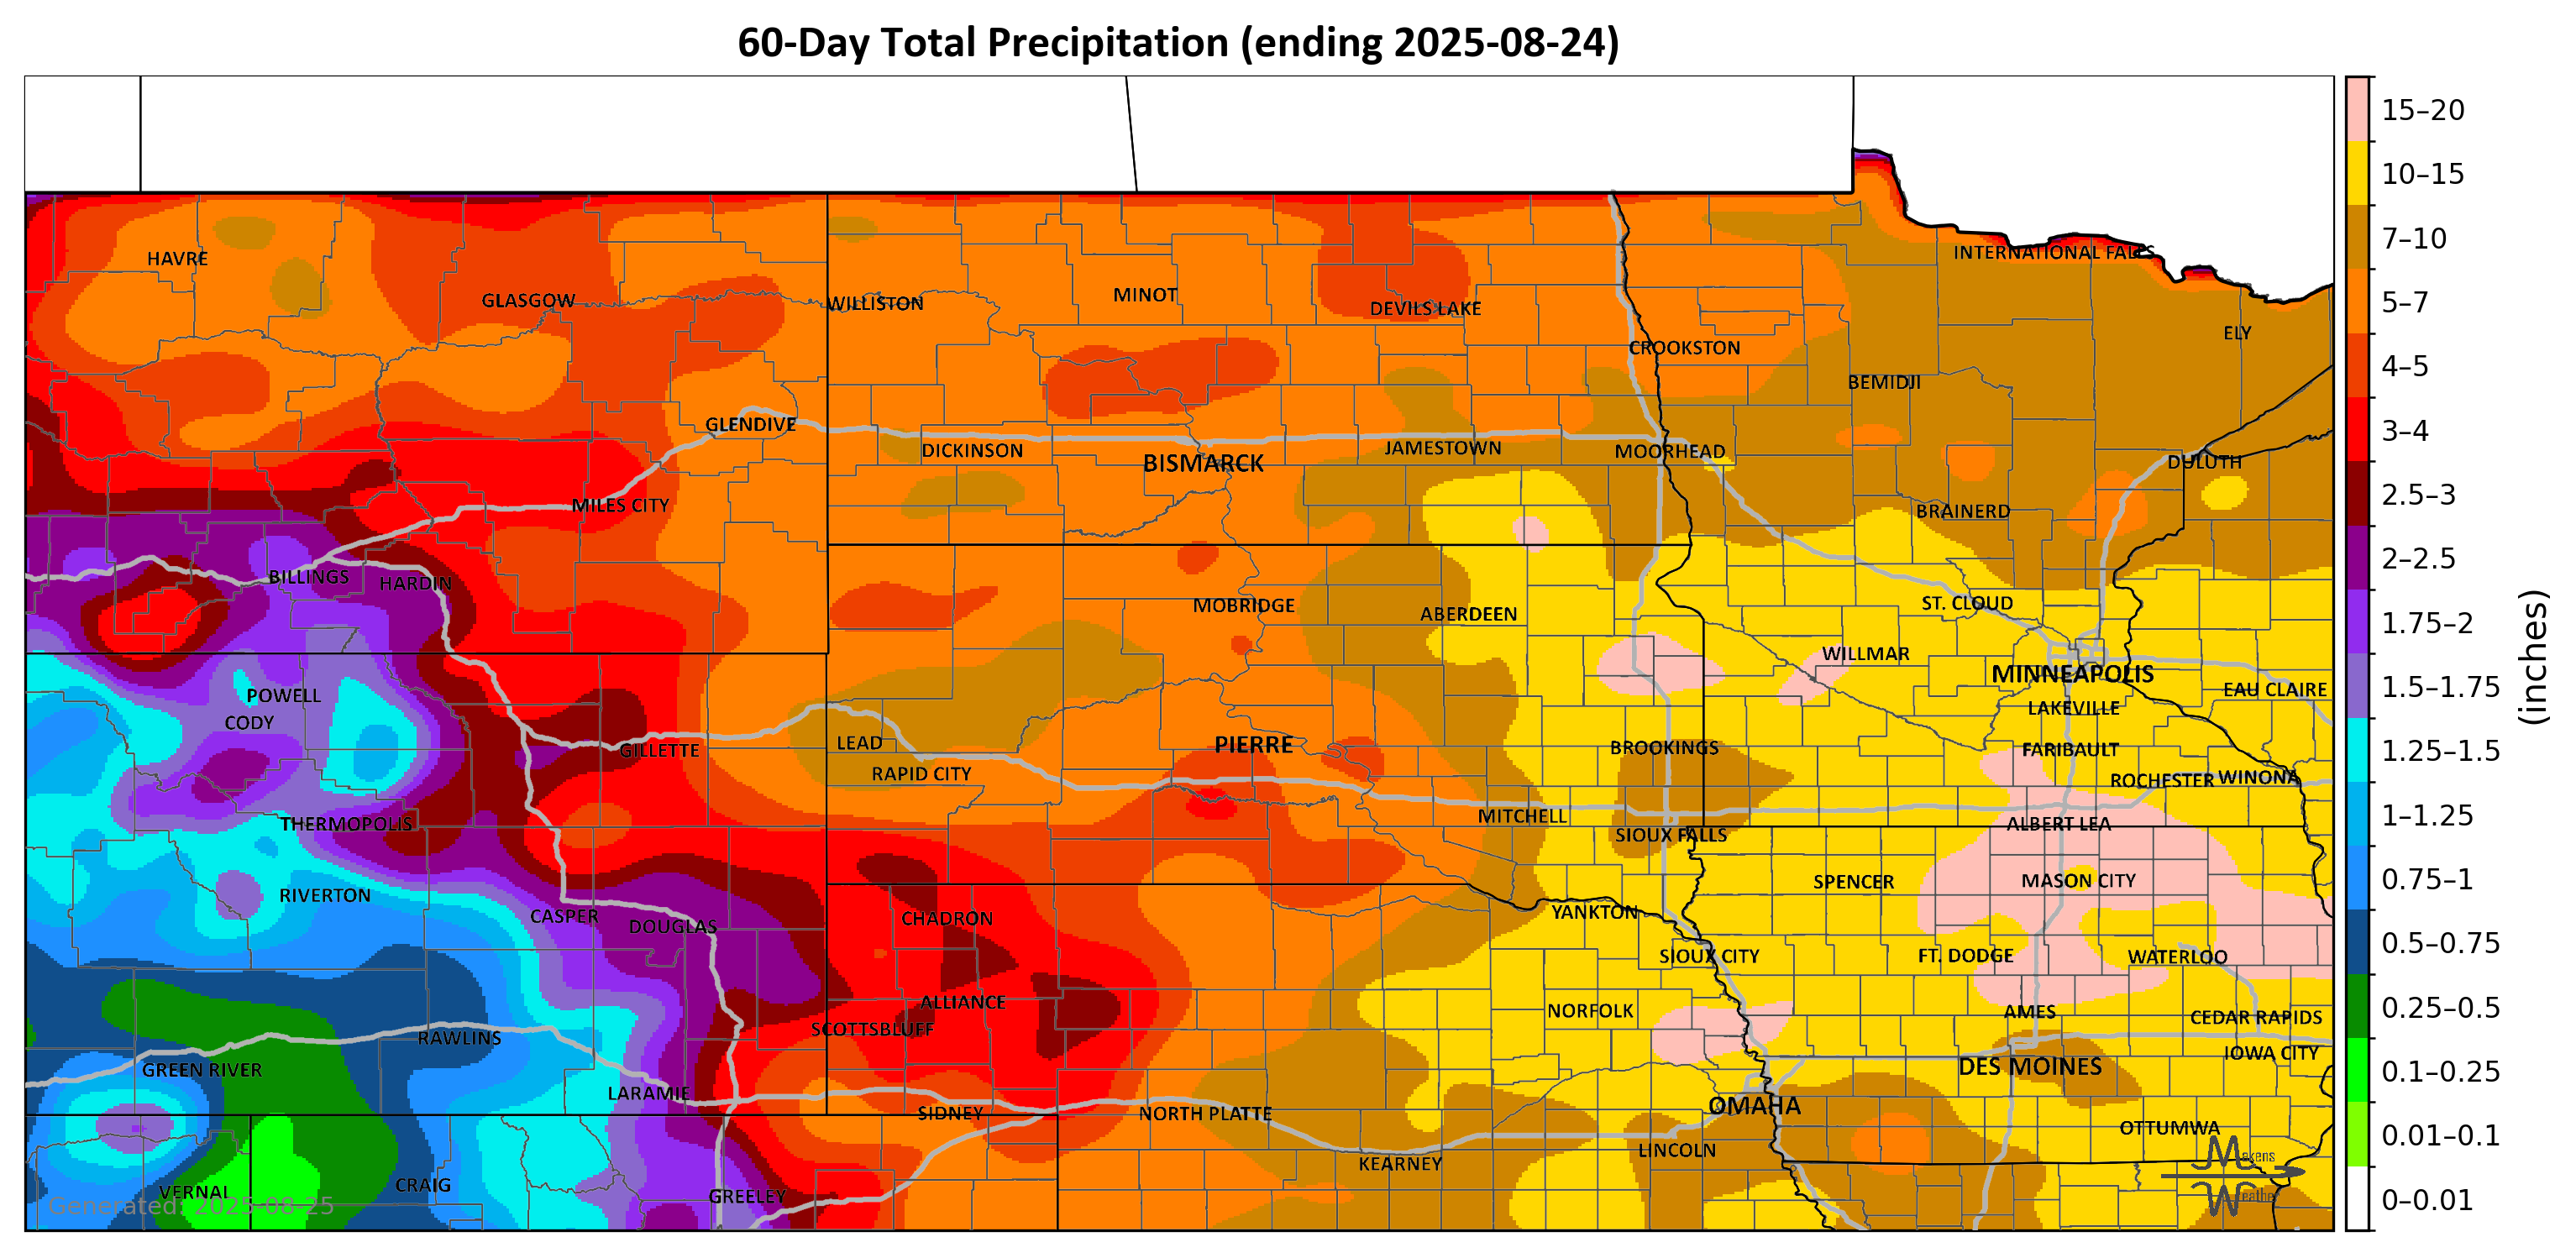 60-Day Total Precipitation (ending 2025-08-24)
15–20
10–15
7–10
5–7
4–5
3–4
2.5–3
2–2.5
1.75–2
1.5–1.75
1.25–1.5
1–1.25
0.75–1
0.5–0.75
0.25–0.5
0.1–0.25
0.01–0.1
0–0.01
(inches)
HAVRE
INTERNATIONAL FALLS
GLASGOW
WILLISTON
MINOT
DEVILS LAKE
ELY
CROOKSTON
BEMIDJI
GLENDIVE
DICKINSON
BISMARCK
JAMESTOWN
MOORHEAD
DULUTH
MILES CITY
BRAINERD
BILLINGS
HARDIN
MOBRIDGE
ABERDEEN
ST. CLOUD
WILLMAR
MINNEAPOLIS
POWELL
EAU CLAIRE
CODY
LAKEVILLE
GILLETTE
LEAD
PIERRE
BROOKINGS
FARIBAULT
RAPID CITY
ROCHESTER
WINONA
THERMOPOLIS
MITCHELL
ALBERT LEA
SIOUX FALLS
RIVERTON
SPENCER
MASON CITY
CASPER
DOUGLAS
CHADRON
YANKTON
SIOUX CITY
FT. DODGE
WATERLOO
ALLIANCE
NORFOLK
AMES
CEDAR RAPIDS
SCOTTSBLUFF
RAWLINS
GREEN RIVER
DES MOINES
IOWA CITY
LARAMIE
SIDNEY
NORTH PLATTE
OMAHA
OTTUMWA
LINCOLN
KEARNEY
VERNAL
CRAIG
GREELEY
Makens
Weather
Generated: 2025-08-25